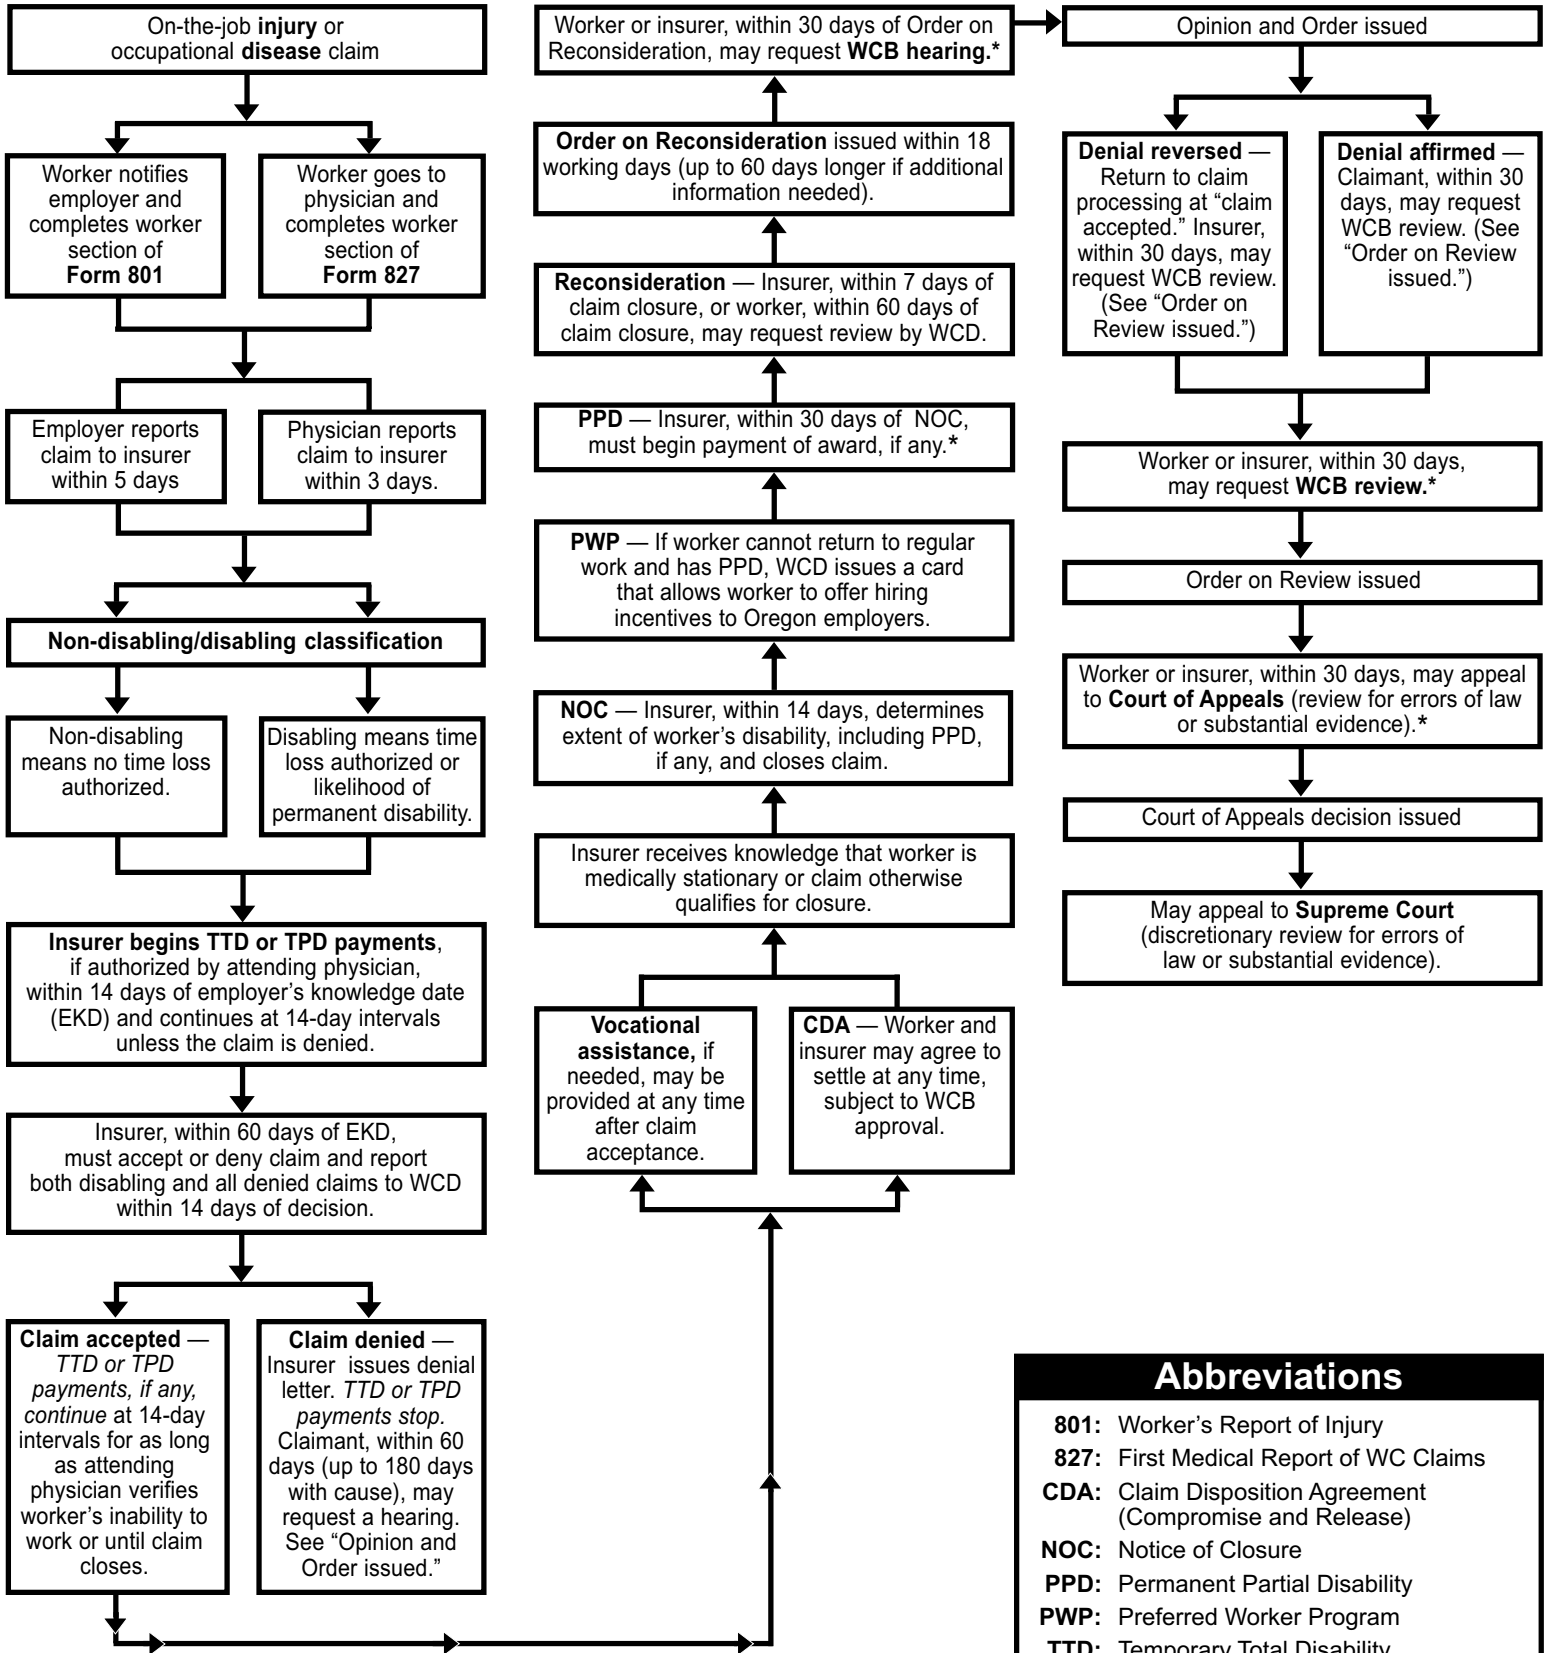 On-the-job injury or
occupational disease claim
Worker notifies
employer and
completes worker
section of
Form 801
Worker goes to
physician and
completes worker
section of
Form 827
Employer reports
claim to insurer
within 5 days
Physician reports
claim to insurer
within 3 days.
Non-disabling/disabling classification
Non-disabling
means no time loss
authorized.
Disabling means time
loss authorized or
likelihood of
permanent disability.
Insurer begins TTD or TPD payments,
if authorized by attending physician,
within 14 days of employer's knowledge date
(EKD) and continues at 14-day intervals
unless the claim is denied.
Insurer, within 60 days of EKD,
must accept or deny claim and report
both disabling and all denied claims to WCD
within 14 days of decision.
Claim accepted —
TTD or TPD
payments, if any,
continue at 14-day
intervals for as long
as attending
physician verifies
worker's inability to
work or until claim
closes.
Claim denied —
Insurer issues denial
letter. TTD or TPD
payments stop.
Claimant, within 60
days (up to 180 days
with cause), may
request a hearing.
See “Opinion and
Order issued.”
Worker or insurer, within 30 days of Order on
Reconsideration, may request WCB hearing.*
Order on Reconsideration issued within 18
working days (up to 60 days longer if additional
information needed).
Reconsideration — Insurer, within 7 days of
claim closure, or worker, within 60 days of
claim closure, may request review by WCD.
PPD — Insurer, within 30 days of NOC,
must begin payment of award, if any.*
PWP — If worker cannot return to regular
work and has PPD, WCD issues a card
that allows worker to offer hiring
incentives to Oregon employers.
NOC — Insurer, within 14 days, determines
extent of worker's disability, including PPD,
if any, and closes claim.
Insurer receives knowledge that worker is
medically stationary or claim otherwise
qualifies for closure.
Vocational
assistance, if
needed, may be
provided at any time
after claim
acceptance.
CDA — Worker and
insurer may agree to
settle at any time,
subject to WCB
approval.
Opinion and Order issued
Denial reversed —
Return to claim
processing at “claim
accepted.” Insurer,
within 30 days, may
request WCB review.
(See “Order on
Review issued.”)
Denial affirmed —
Claimant, within 30
days, may request
WCB review. (See
“Order on Review
issued.”)
Worker or insurer, within 30 days,
may request WCB review.*
Order on Review issued
Worker or insurer, within 30 days, may appeal
to Court of Appeals (review for errors of law
or substantial evidence).*
Court of Appeals decision issued
May appeal to Supreme Court
(discretionary review for errors of
law or substantial evidence).
Abbreviations
801: Worker's Report of Injury
827: First Medical Report of WC Claims
CDA: Claim Disposition Agreement
(Compromise and Release)
NOC: Notice of Closure
PPD: Permanent Partial Disability
PWP: Preferred Worker Program
TTD: Temporary Total Disability